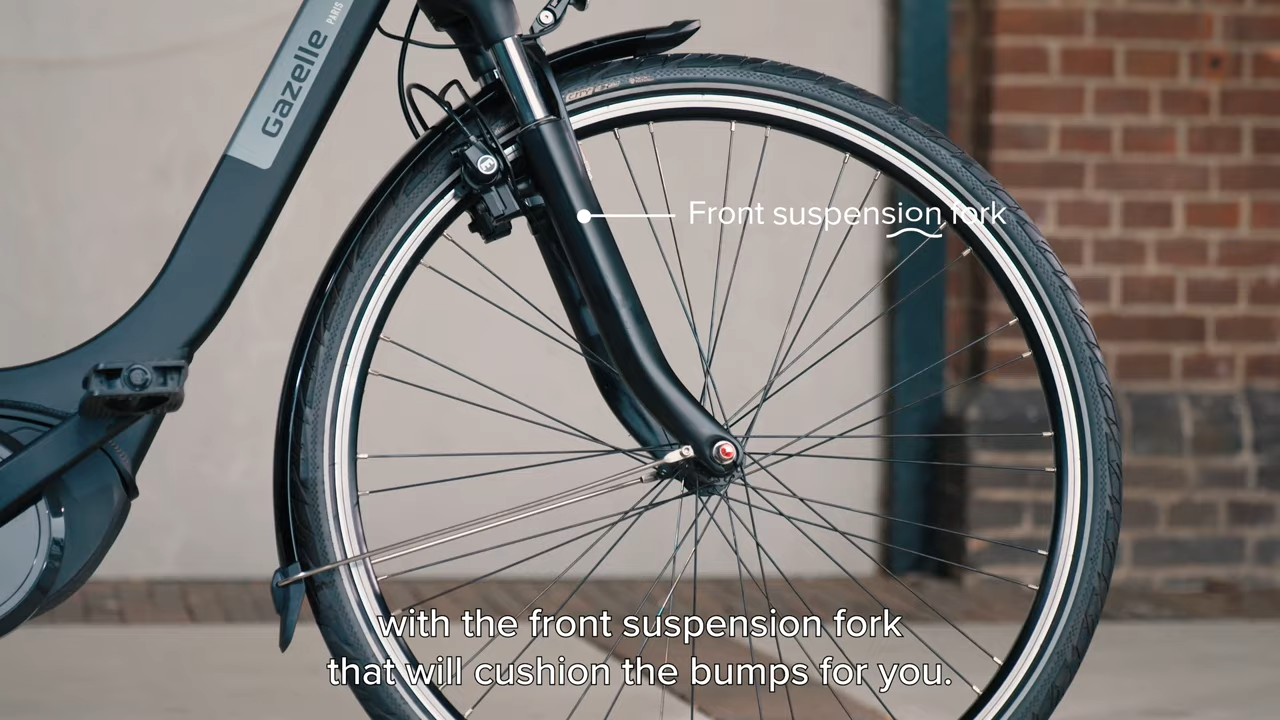 Gazelle PARIS
Front suspension fork
with the front suspension fork
that will cushion the bumps for you.